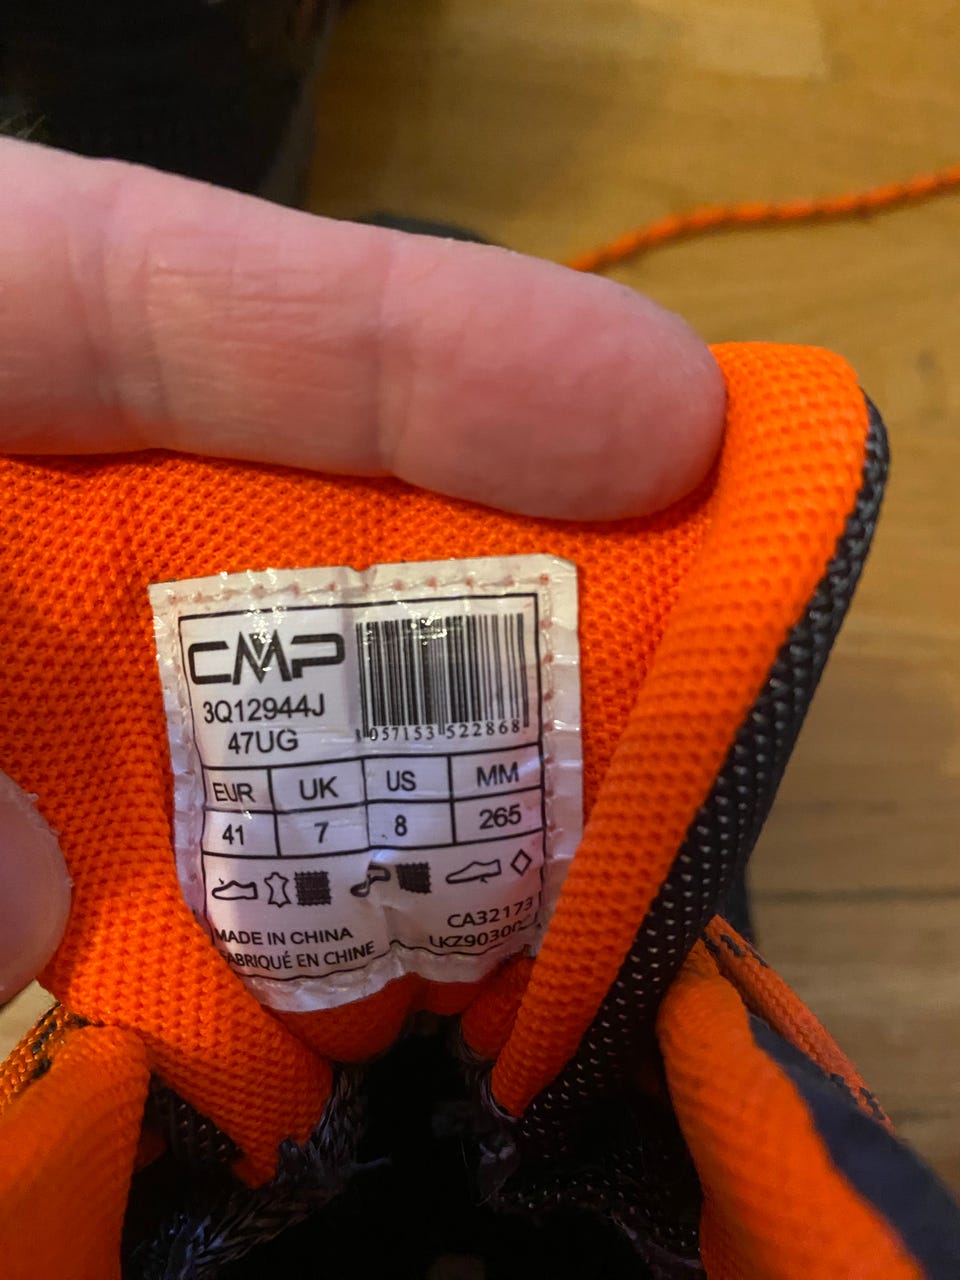 CMP
3Q12944J
47UG
8 057153 522868
EUR UK US MM
41 7 8 265
CA32173
MADE IN CHINA
FABRIQUÉ EN CHINE